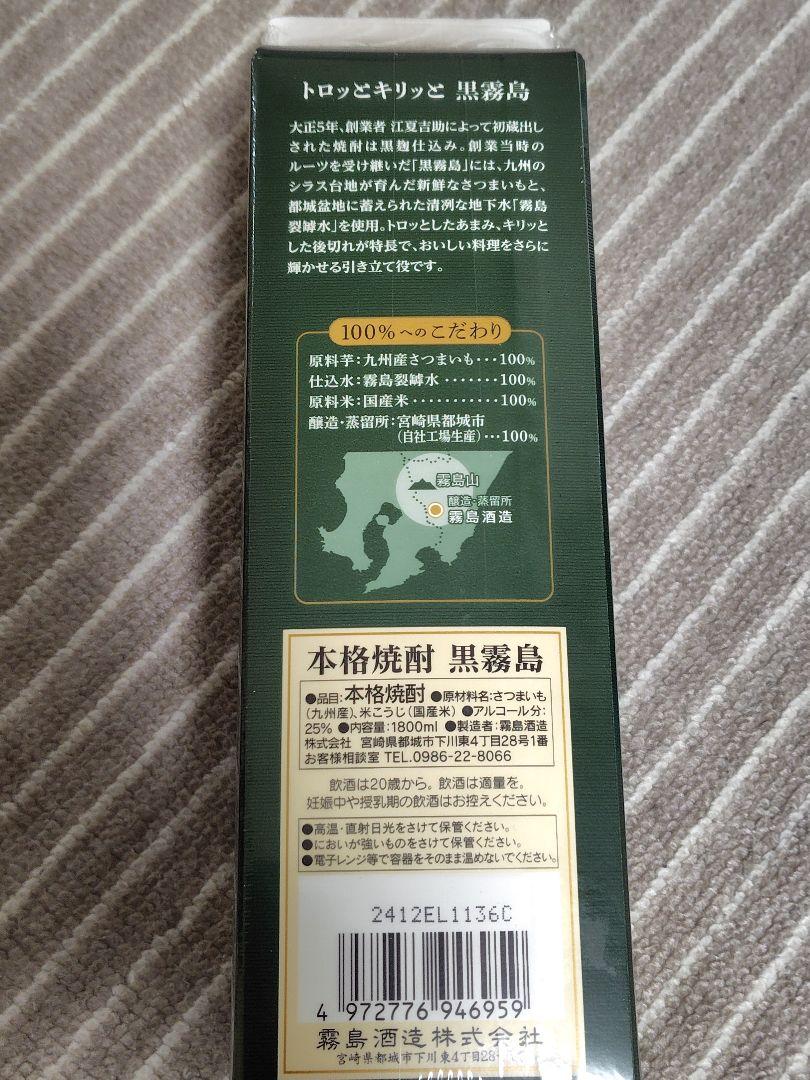 トロッとキリッと 黒霧島
大正5年、創業者 江夏吉助によって初蔵出し
された焼酎は黒麹仕込み。創業当時の
ルーツを受け継いだ「黒霧島」には、九州の
シラス台地が育んだ新鮮なさつまいもと、
都城盆地に蓄えられた清冽な地下水「霧島
裂罅水」を使用。トロッとしたあまみ、キリッと
した後切れが特長で、おいしい料理をさらに
輝かせる引き立て役です。
100%へのこだわり
原料芋:九州産さつまいも・・・100%
仕込水:霧島裂罅水・・・・・・・100%
原料米:国産米・・・・・・・・・・・100%
醸造・蒸留所:宮崎県都城市
(自社工場生産)・・・100%
霧島山
醸造・蒸留所
霧島酒造
本格焼酎 黒霧島
●品目:本格焼酎 ●原材料名:さつまいも
(九州産)、米こうじ(国産米) ●アルコール分:
25% ●内容量:1800ml ●製造者:霧島酒造
株式会社 宮崎県都城市下川東4丁目28号1番
お客様相談室 TEL.0986-22-8066
飲酒は20歳から。飲酒は適量を。
妊娠中や授乳期の飲酒はお控えください。
●高温・直射日光をさけて保管ください。
●においが強いものをさけて保管ください。
●電子レンジ等で容器をそのまま温めないでください。
2412EL1136C
4 972776 946959
霧島酒造株式会社
宮崎県都城市下川東4丁目28